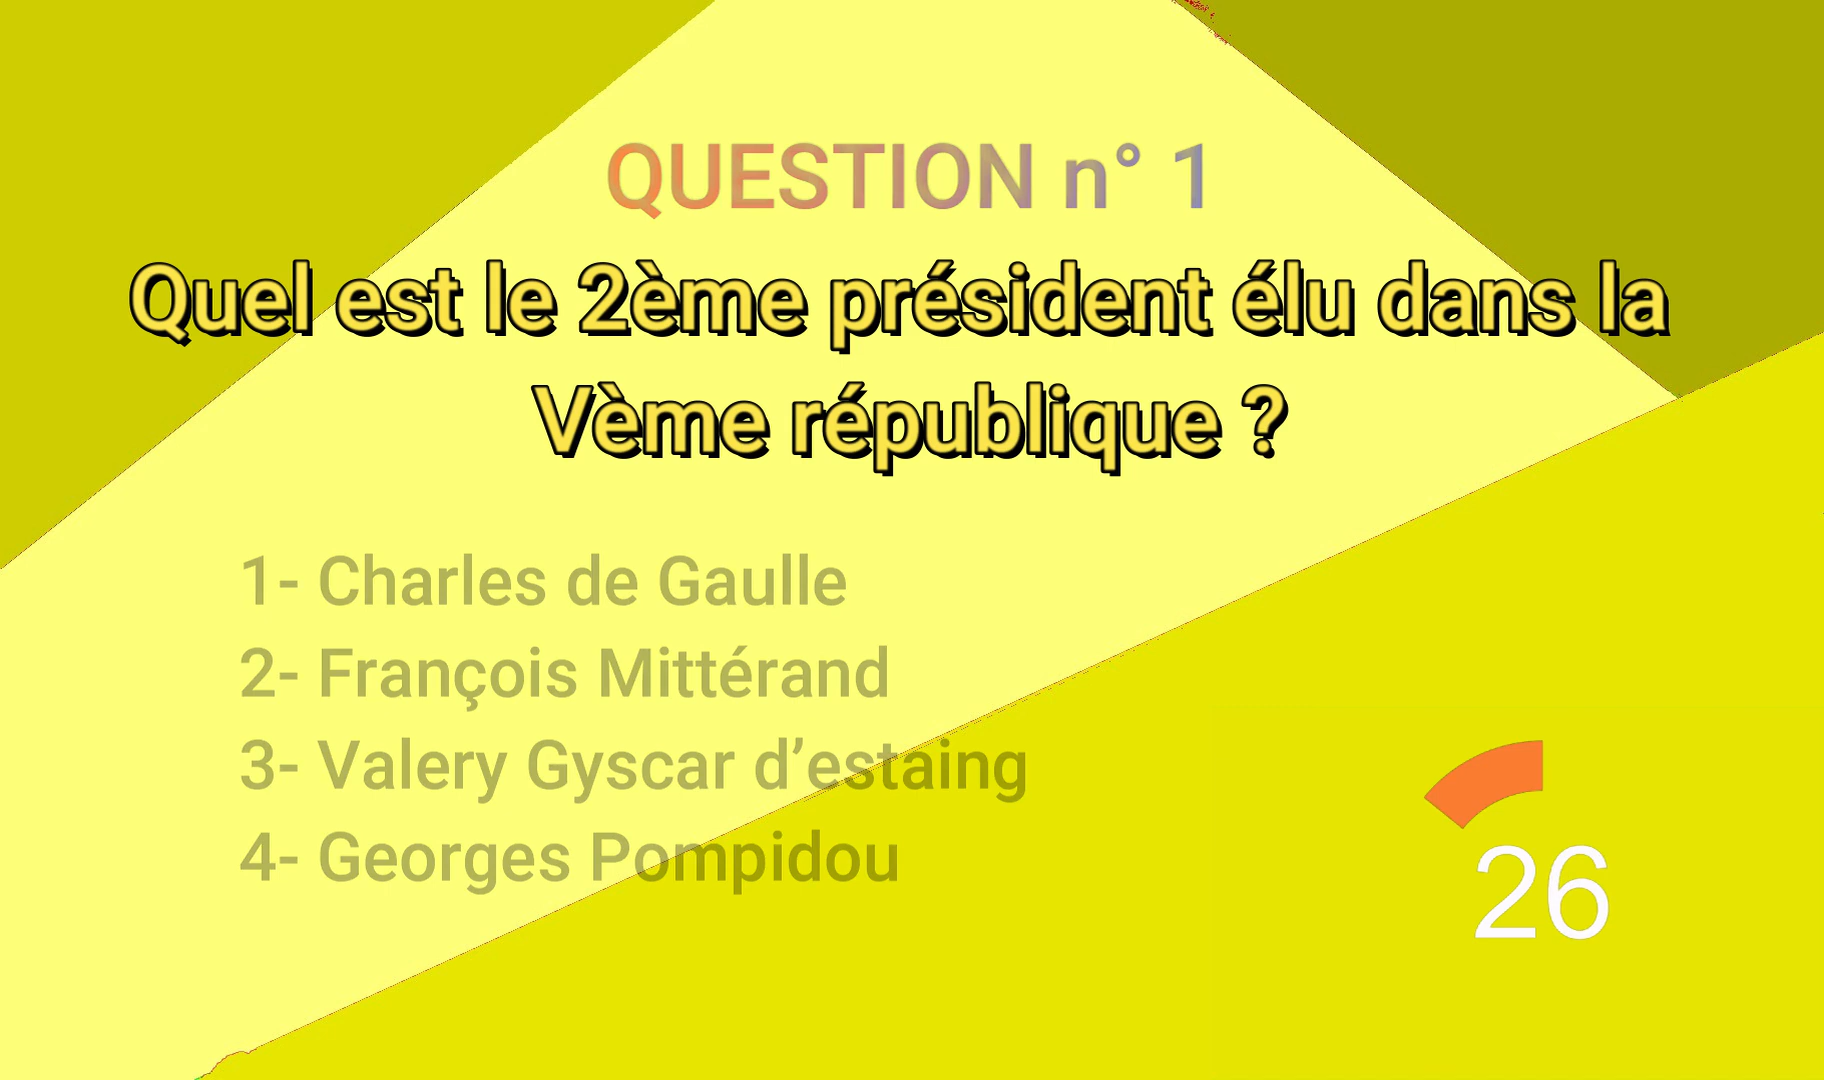 QUESTION n° 1
Quel est le 2ème président élu dans la
Vème république ?
1- Charles de Gaulle
2- François Mittérand
3- Valery Gyscar d’estaing
4- Georges Pompidou
26